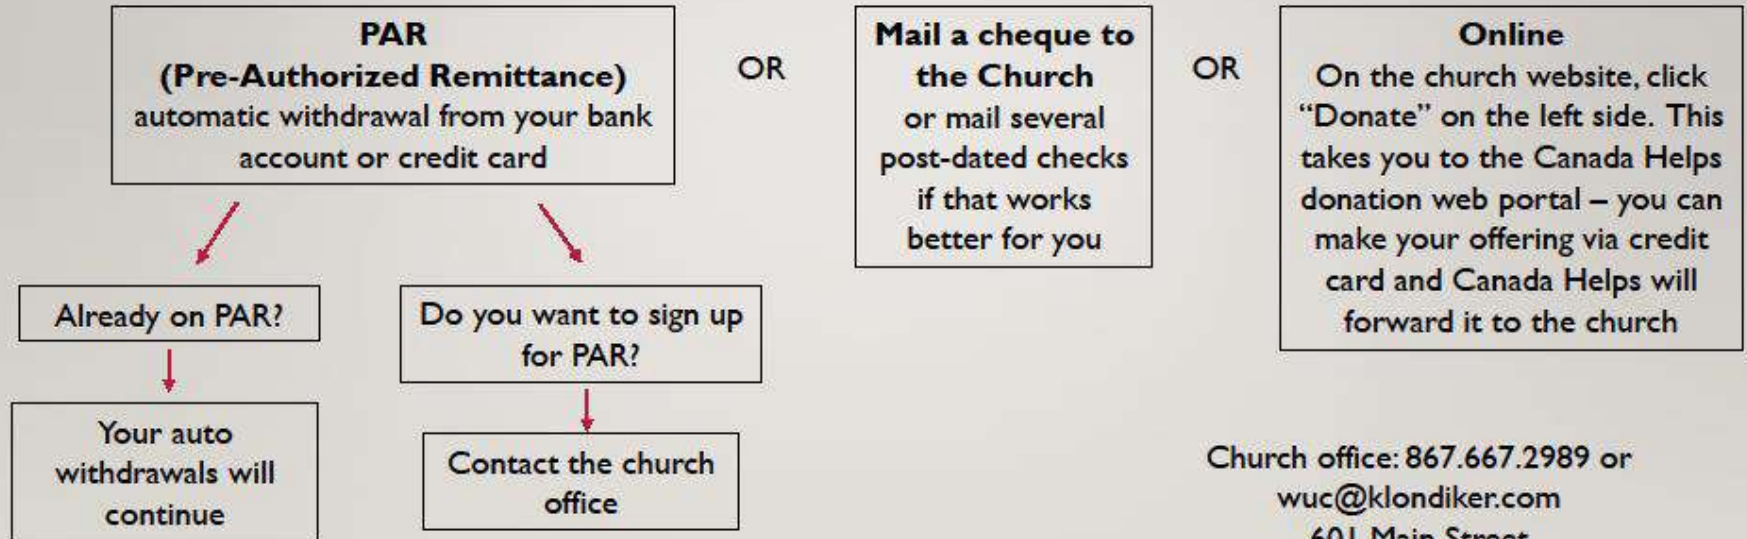 PAR
(Pre-Authorized Remittance)
automatic withdrawal from your bank
account or credit card
OR
Mail a cheque to
the Church
or mail several
post-dated checks
if that works
better for you
OR
Online
On the church website, click
“Donate” on the left side. This
takes you to the Canada Helps
donation web portal – you can
make your offering via credit
card and Canada Helps will
forward it to the church
Already on PAR?
Your auto
withdrawals will
continue
Do you want to sign up
for PAR?
Contact the church
office
Church office: 867.667.2989 or
wuc@klondiker.com
601 Main Street